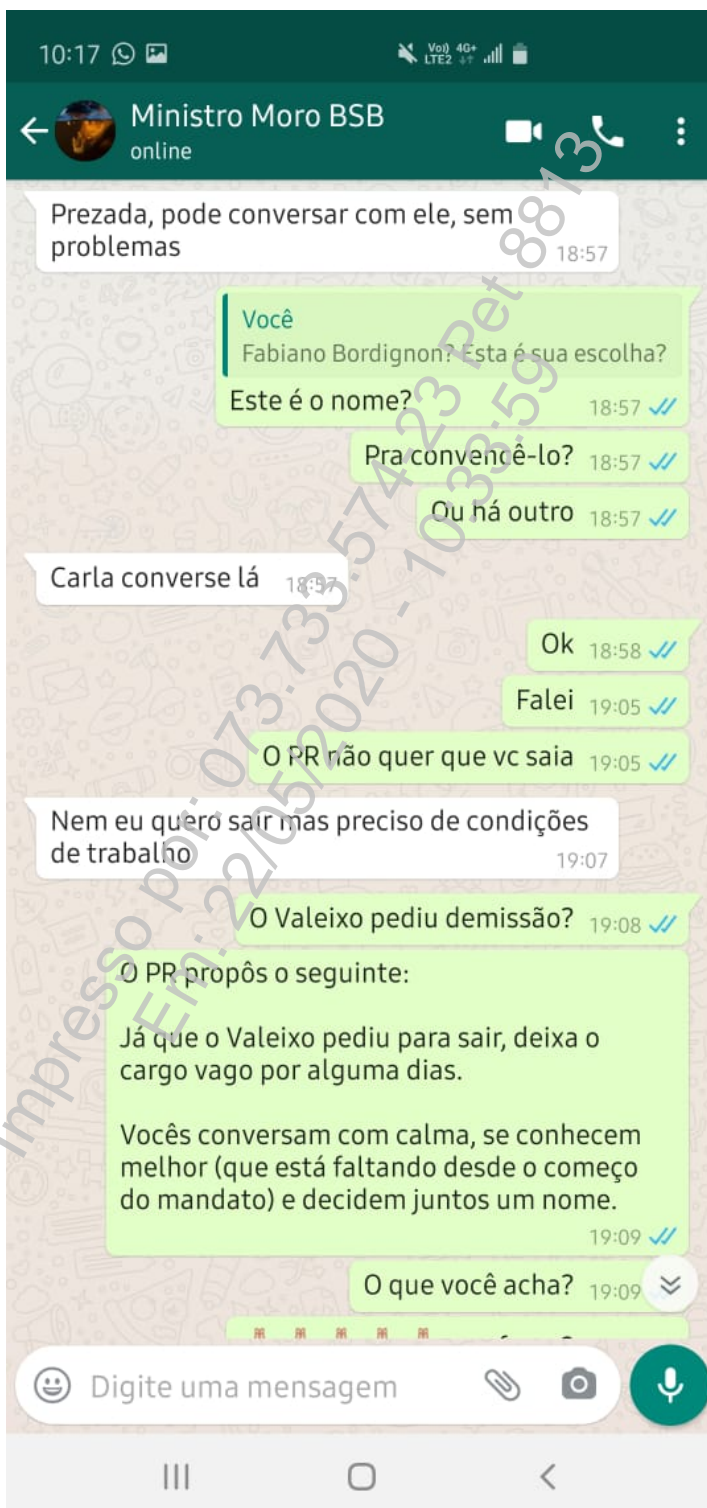 10:17
Voi) 4G+
LTE2
Ministro Moro BSB
online
Prezada, pode conversar com ele, sem
problemas
18:57
Você
Fabiano Bordignon? Esta é sua escolha?
Este é o nome?
18:57
Pra convencê-lo? 18:57
Ou há outro 18:57
Carla converse lá 18:57
Ok 18:58
Falei 19:05
O PR não quer que vc saia 19:05
Nem eu quero sair mas preciso de condições
de trabalho
19:07
O Valeixo pediu demissão? 19:08
O PR propôs o seguinte:
Já que o Valeixo pediu para sair, deixa o
cargo vago por alguma dias.
Vocês conversam com calma, se conhecem
melhor (que está faltando desde o começo
do mandato) e decidem juntos um nome.
19:09
O que você acha? 19:09
Digite uma mensagem
Impresso por: 073.733.574-23 Pet 8813
Em: 22/05/2020 - 10:33:59